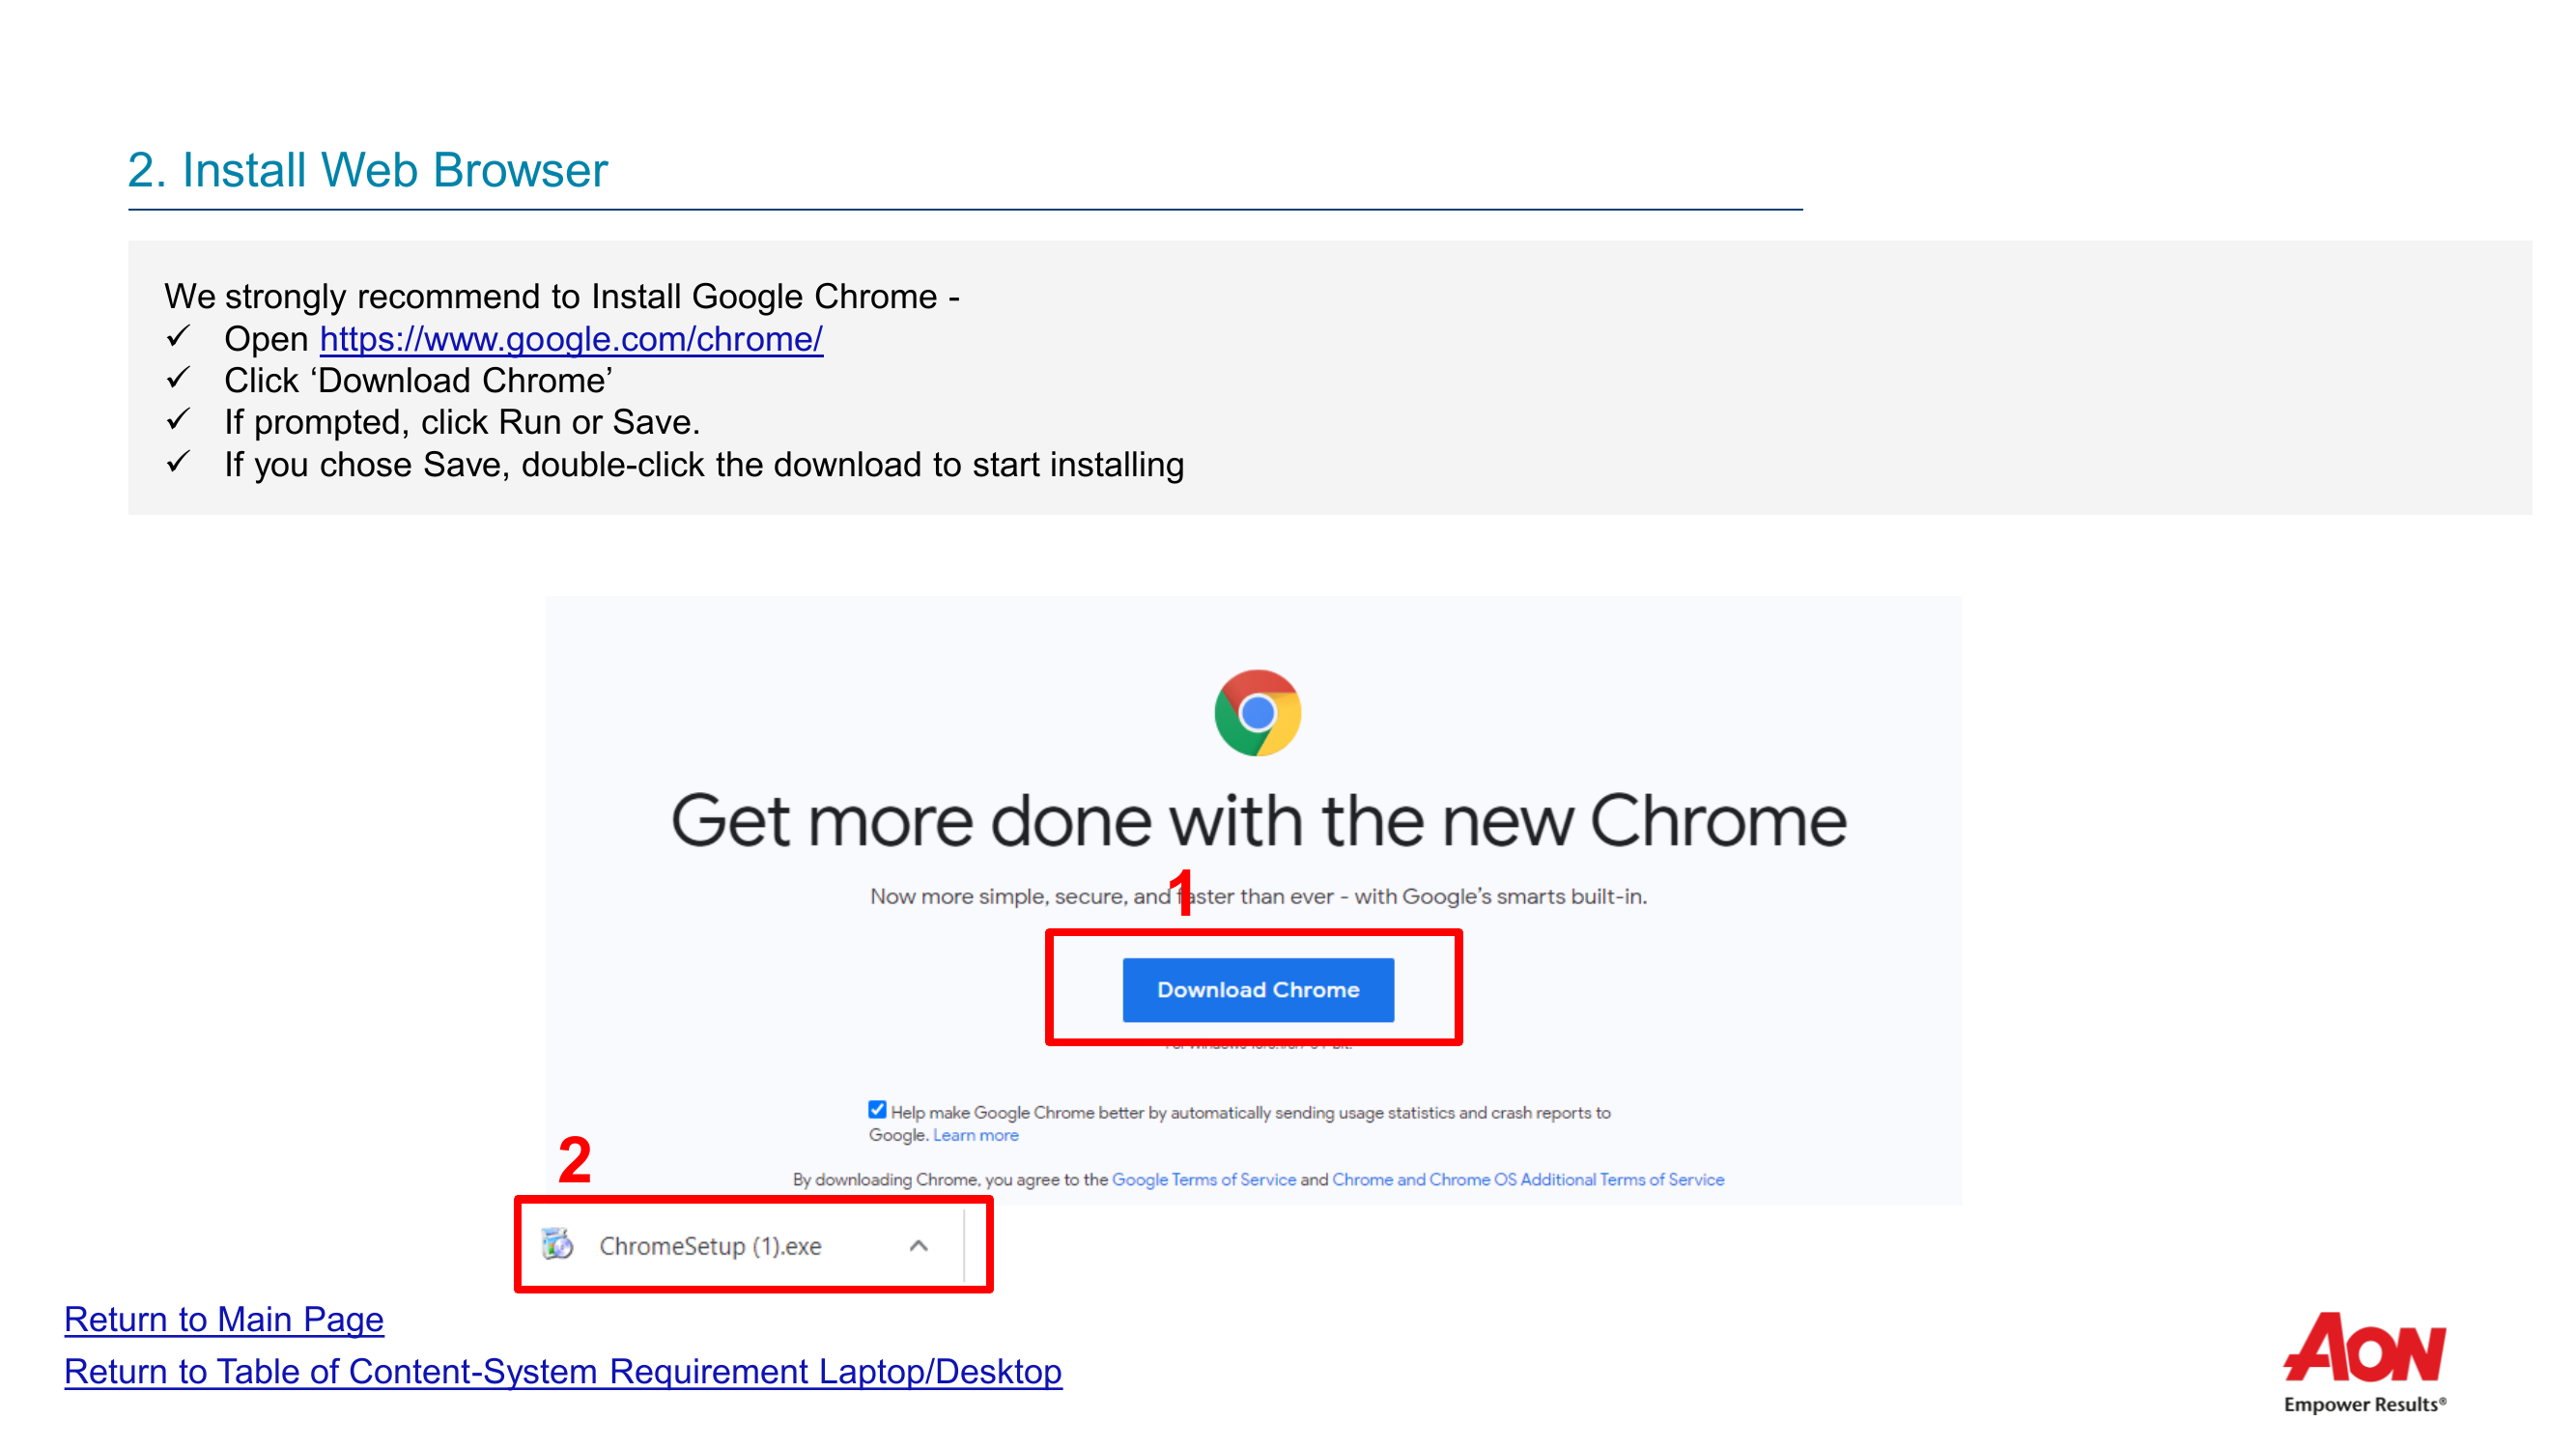 2. Install Web Browser
We strongly recommend to Install Google Chrome -
✓ Open https://www.google.com/chrome/
✓ Click ‘Download Chrome’
✓ If prompted, click Run or Save.
✓ If you chose Save, double-click the download to start installing
Get more done with the new Chrome
1
Now more simple, secure, and faster than ever - with Google’s smarts built-in.
Download Chrome
Help make Google Chrome better by automatically sending usage statistics and crash reports to
Google. Learn more
2
By downloading Chrome, you agree to the Google Terms of Service and Chrome and Chrome OS Additional Terms of Service
ChromeSetup (1).exe
Return to Main Page
Return to Table of Content-System Requirement Laptop/Desktop
AON
Empower Results®